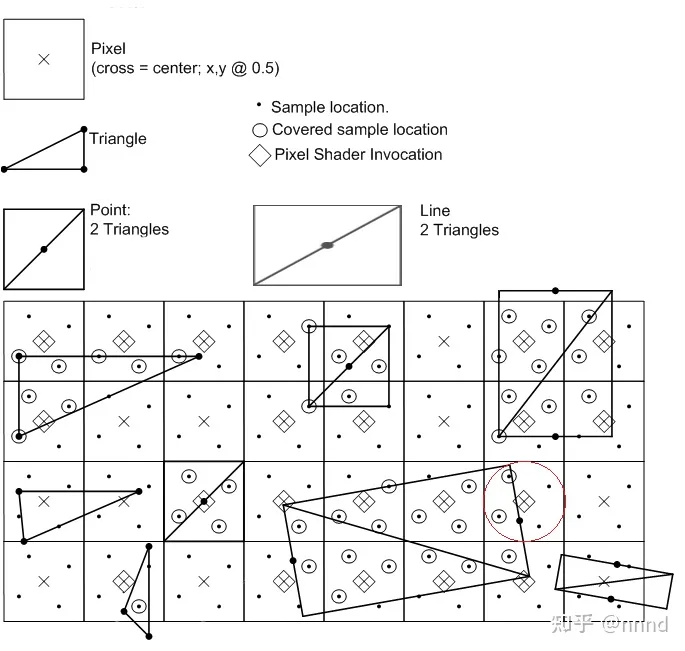 Pixel
(cross = center; x,y @ 0.5)
Sample location.
Covered sample location
Pixel Shader Invocation
Triangle
Point:
2 Triangles
Line
2 Triangles
知乎 @nnnd